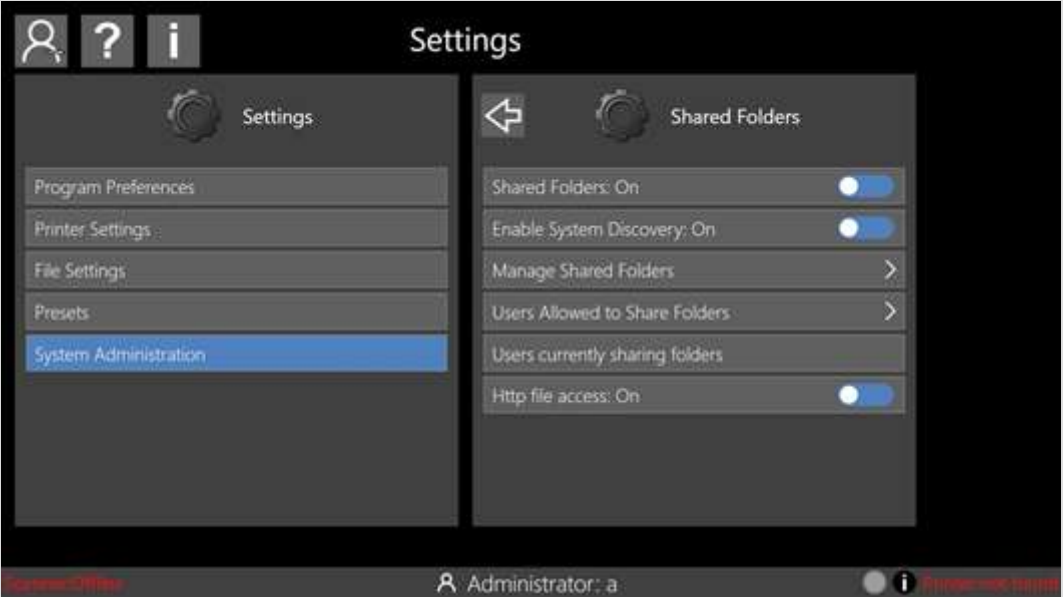 ?
i
Settings
Settings
Program Preferences
Printer Settings
File Settings
Presets
System Administration
Shared Folders
Shared Folders: On
Enable System Discovery: On
Manage Shared Folders
Users Allowed to Share Folders
Users currently sharing folders
Http file access: On
Administrator: a
i